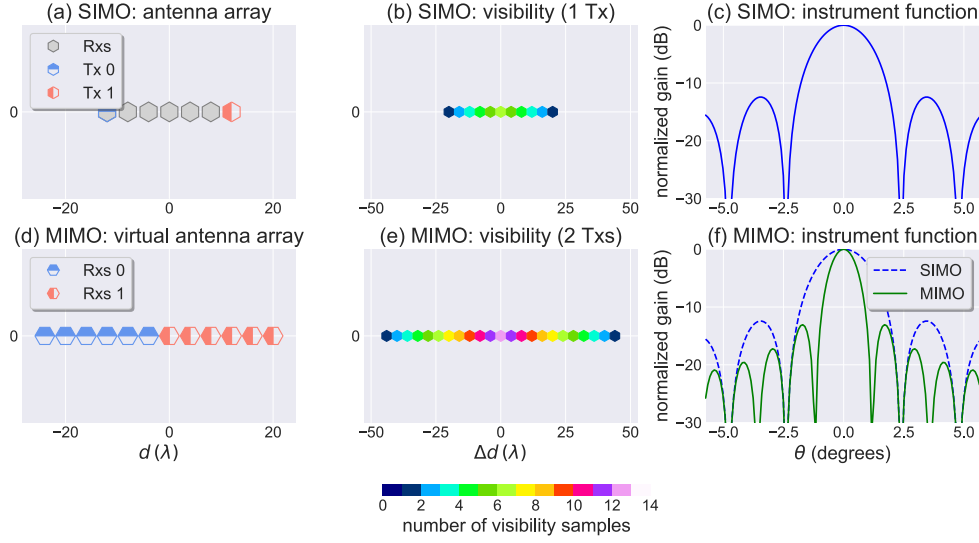 (a) SIMO: antenna array
(b) SIMO: visibility (1 Tx)
(c) SIMO: instrument function
Rxs
Tx 0
Tx 1
0
−20 0 20
0
−50 −25 0 25 50
normalized gain (dB)
0
−10
−20
−30
−5.0 −2.5 0.0 2.5 5.0
(d) MIMO: virtual antenna array
(e) MIMO: visibility (2 Txs)
(f) MIMO: instrument function
Rxs 0
Rxs 1
0
−20 0 20
d (λ)
0
−50 −25 0 25 50
Δd (λ)
normalized gain (dB)
0
−10
−20
−30
SIMO
MIMO
−5.0 −2.5 0.0 2.5 5.0
θ (degrees)
0 2 4 6 8 10 12 14
number of visibility samples